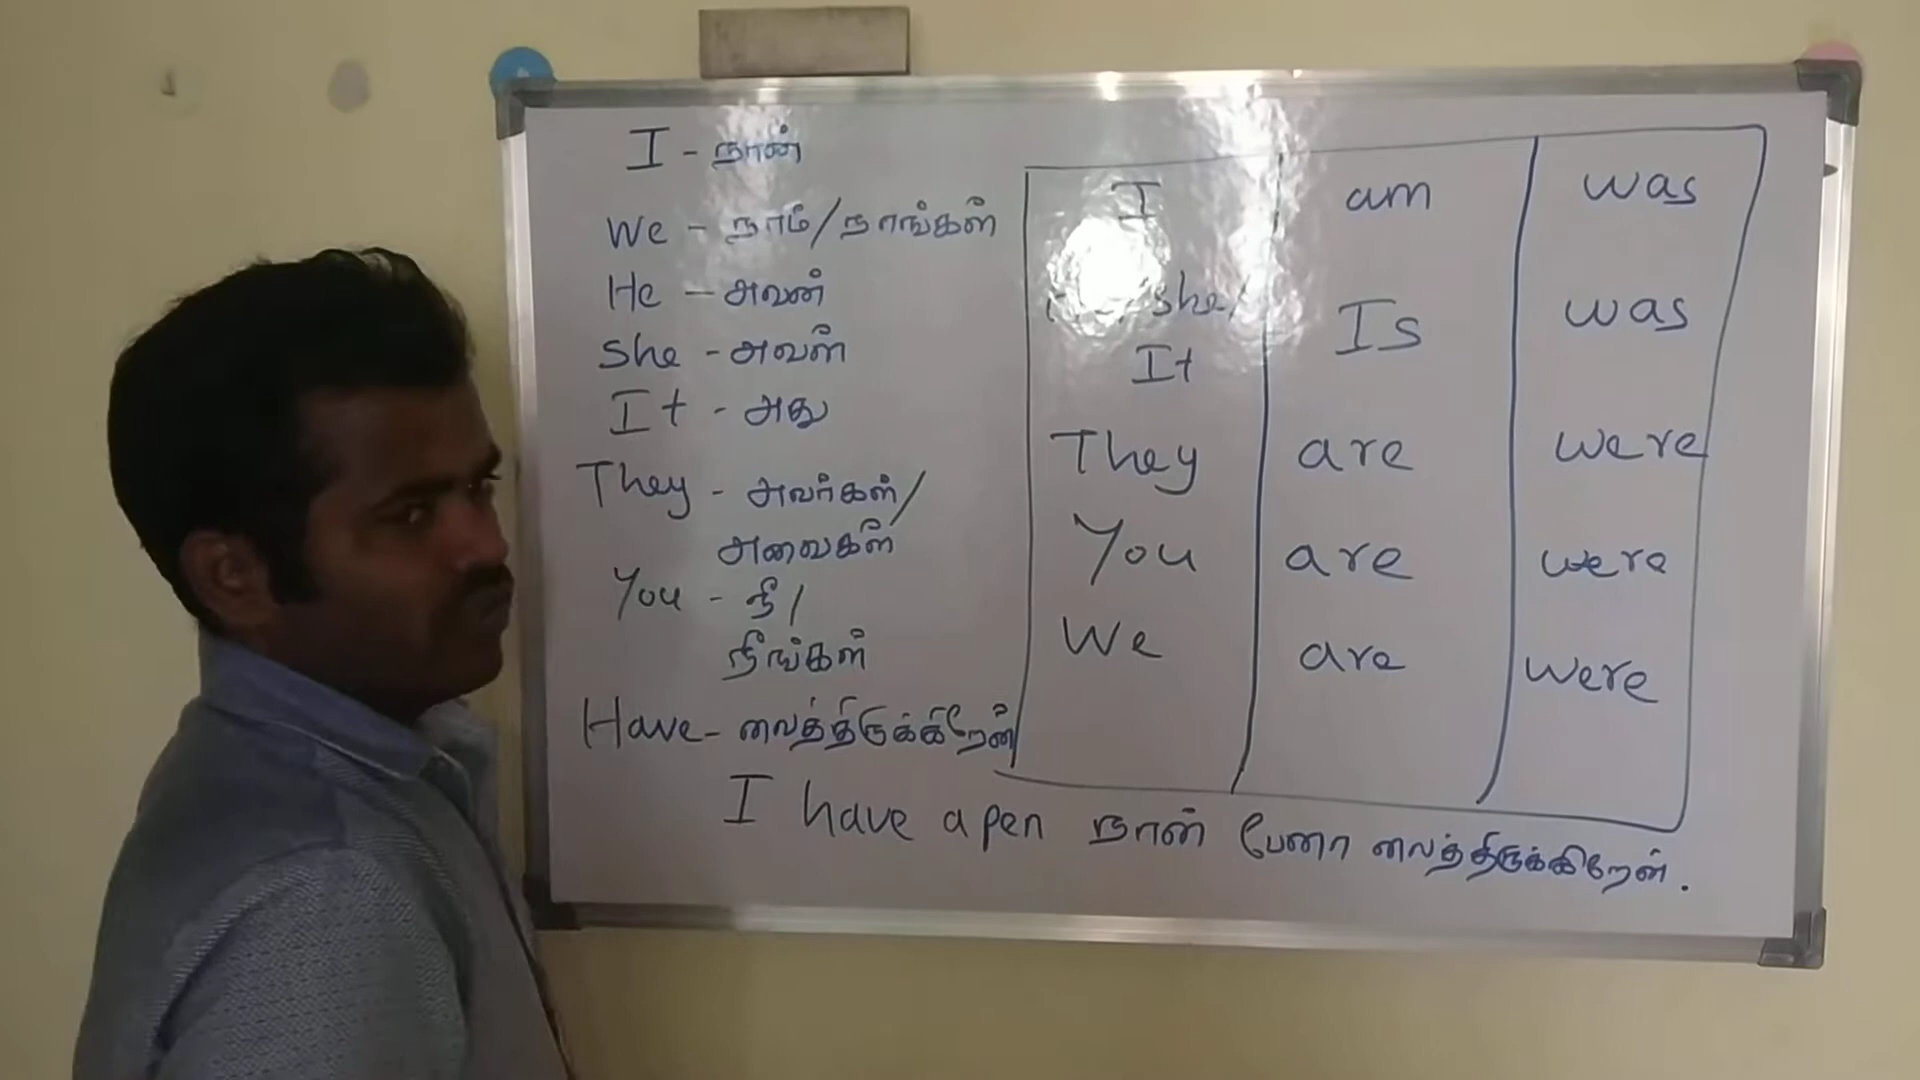 I - நான்
We - நாம்/நாங்கள்
He - அவன்
She - அவள்
It - அது
They - அவர்கள்/
அவைகள்
You - நீ/
நீங்கள்
Have - வைத்திருக்கிறேன்
I am was
she/ Is was
It
They are were
You are were
We are were
I have a pen நான் பேனா வைத்திருக்கிறேன்.